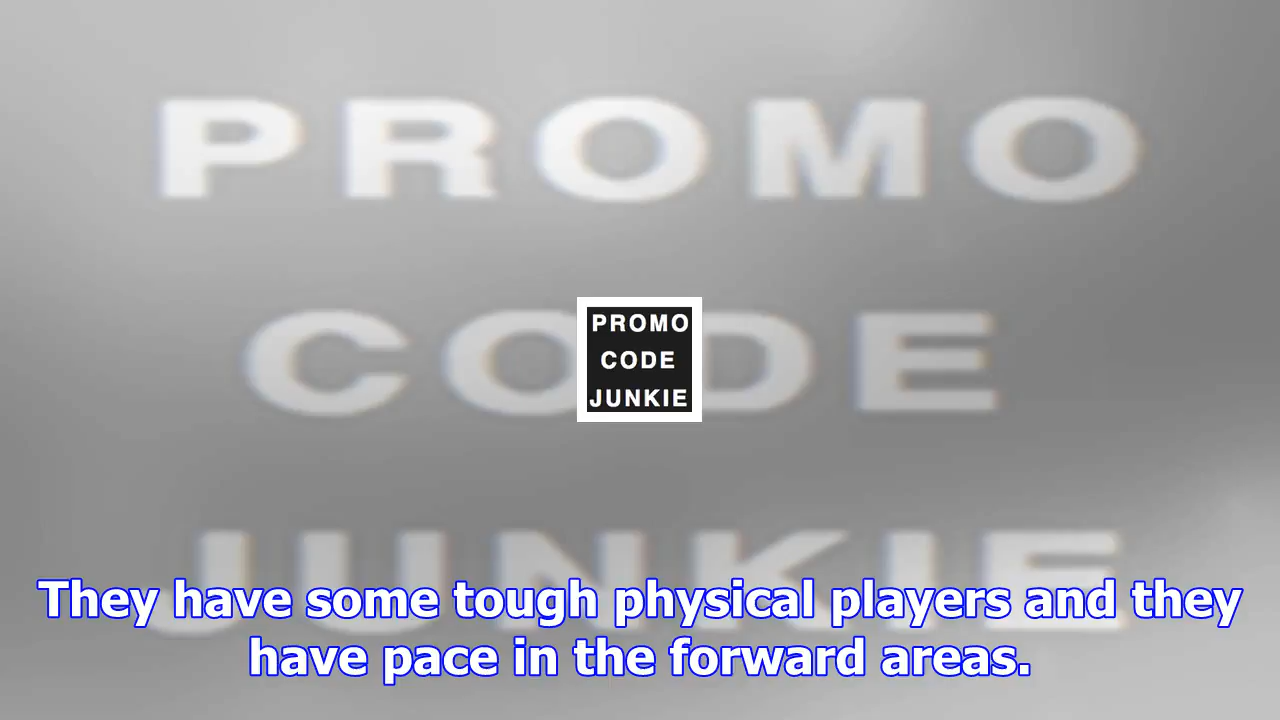 PROMO
CODE
JUNKIE
PROMO
CODE
JUNKIE
They have some tough physical players and they
have pace in the forward areas.